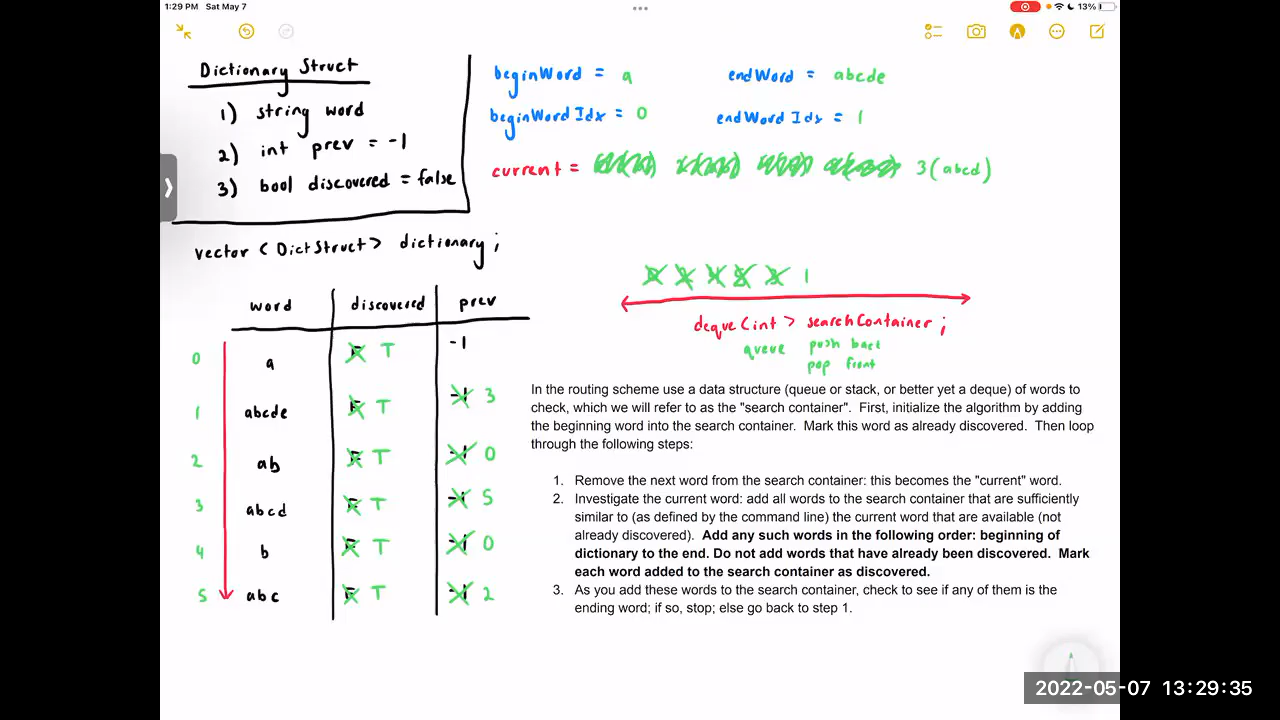 1:29 PM Sat May 7
13%
Dictionary Struct
1) string word
2) int prev = -1
3) bool discovered = false
vector <DictStruct> dictionary;
beginWord = a
endWord = abcde
beginWordIdx = 0
endWordIdx = 1
current = 3(abcd)
1
deque<int> searchContainer;
queue push back
pop front
word discovered prev
0 a F T -1
1 abcde F T -1 3
2 ab F T -1 0
3 abcd F T -1 5
4 b F T -1 0
5 abc F T -1 2
In the routing scheme use a data structure (queue or stack, or better yet a deque) of words to
check, which we will refer to as the "search container". First, initialize the algorithm by adding
the beginning word into the search container. Mark this word as already discovered. Then loop
through the following steps:
1. Remove the next word from the search container: this becomes the "current" word.
2. Investigate the current word: add all words to the search container that are sufficiently
similar to (as defined by the command line) the current word that are available (not
already discovered). Add any such words in the following order: beginning of
dictionary to the end. Do not add words that have already been discovered. Mark
each word added to the search container as discovered.
3. As you add these words to the search container, check to see if any of them is the
ending word; if so, stop; else go back to step 1.
2022-05-07 13:29:35